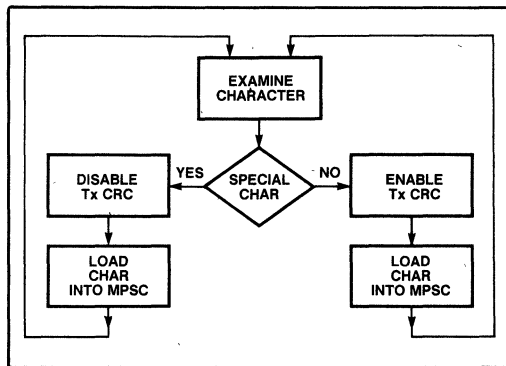 EXAMINE
CHARACTER
SPECIAL
CHAR
YES
NO
DISABLE
Tx CRC
ENABLE
Tx CRC
LOAD
CHAR
INTO MPSC
LOAD
CHAR
INTO MPSC